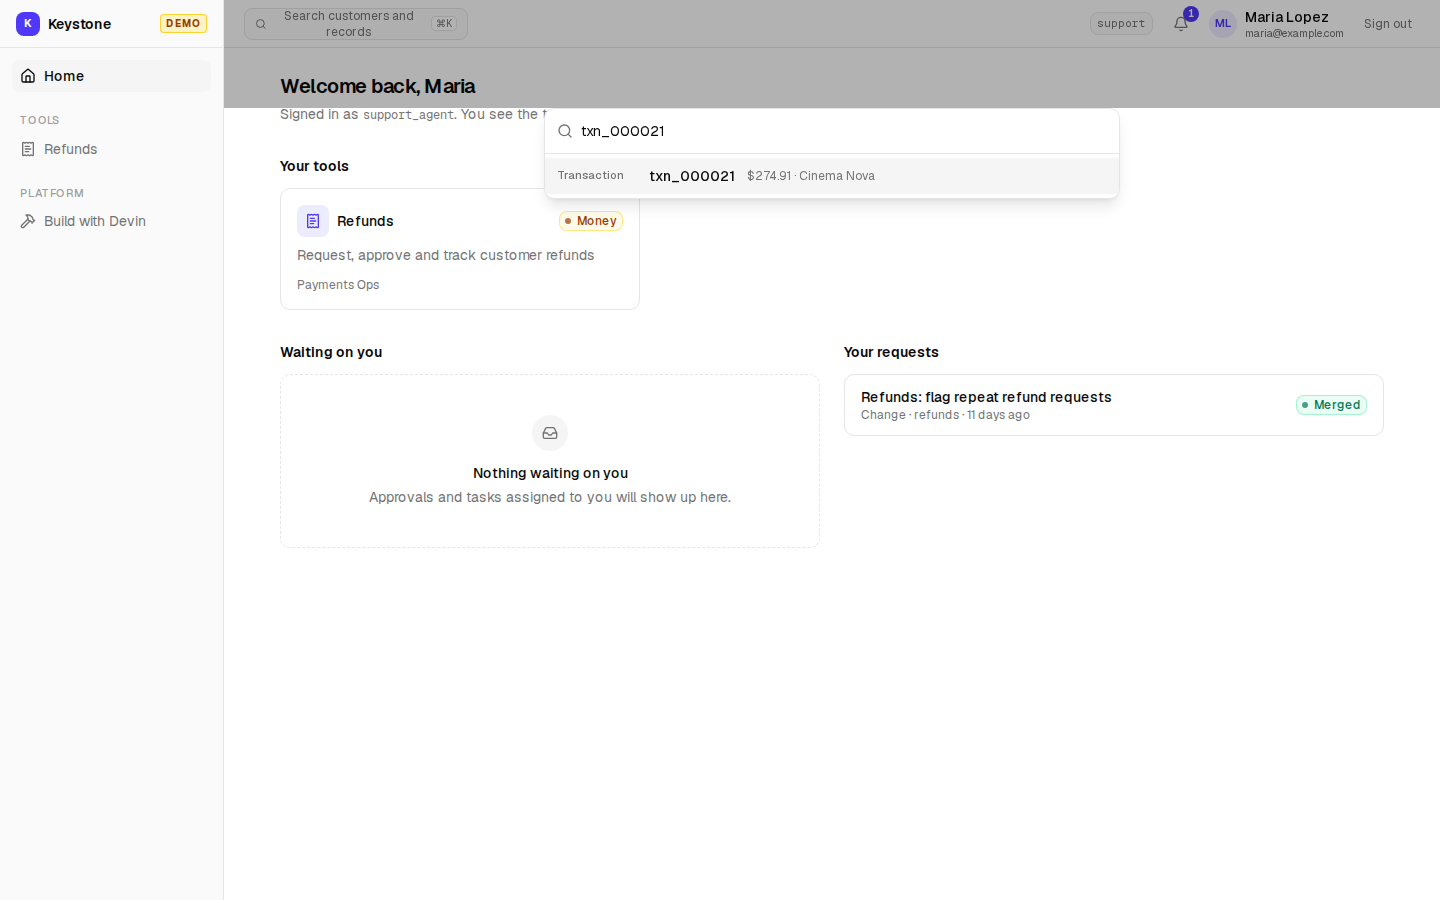 K Keystone DEMO
Home
TOOLS
Refunds
PLATFORM
Build with Devin
Search customers and
records
⌘K
support
1
ML
Maria Lopez
maria@example.com
Sign out
Welcome back, Maria
Signed in as support_agent. You see the
txn_000021
Transaction txn_000021 $274.91 · Cinema Nova
Your tools
Refunds
Money
Request, approve and track customer refunds
Payments Ops
Waiting on you
Nothing waiting on you
Approvals and tasks assigned to you will show up here.
Your requests
Refunds: flag repeat refund requests
Change · refunds · 11 days ago
Merged